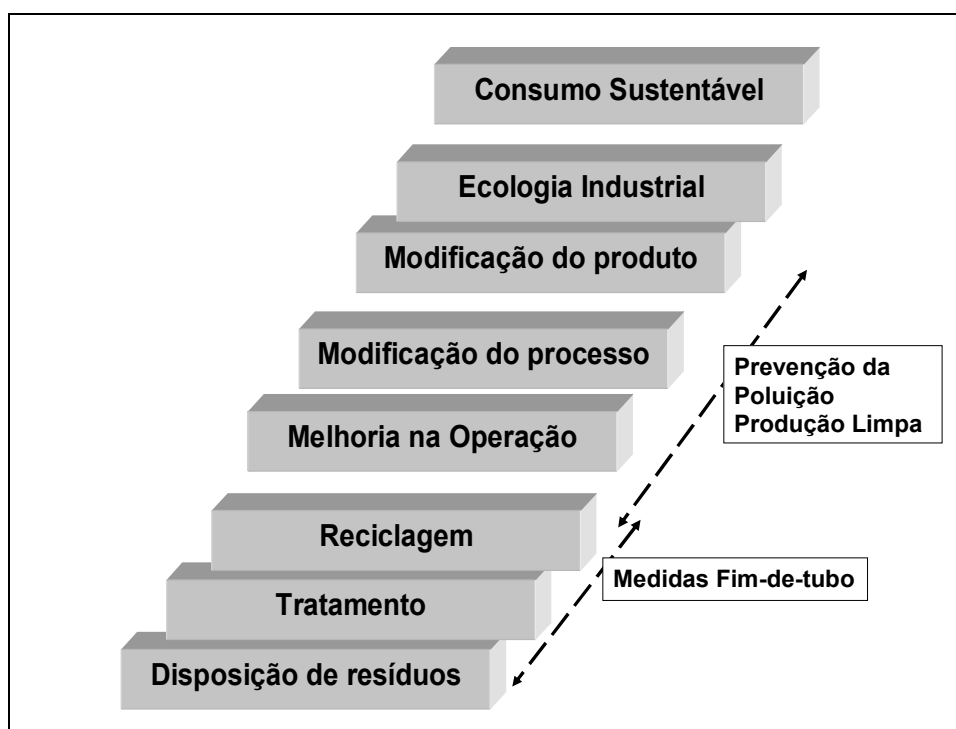 Consumo Sustentável
Ecologia Industrial
Modificação do produto
Modificação do processo
Prevenção da
Poluição
Produção Limpa
Melhoria na Operação
Reciclagem
Medidas Fim-de-tubo
Tratamento
Disposição de resíduos